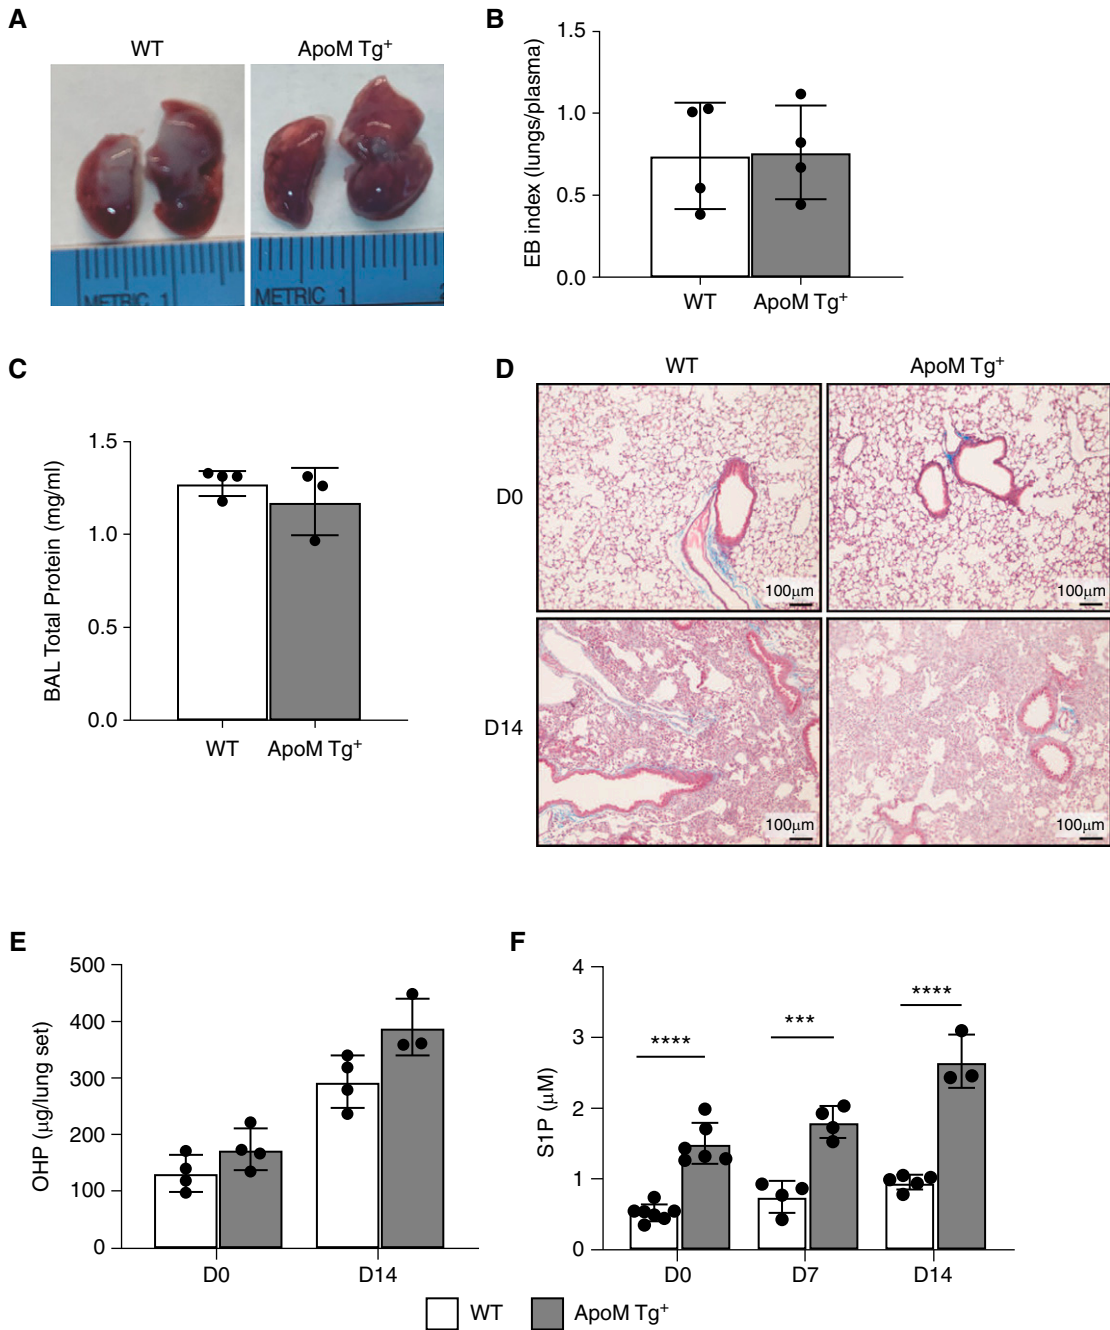 A
WT
ApoM Tg⁺
METRIC 1
METRIC 1
B
EB index (lungs/plasma)
1.5
1.0
0.5
0.0
WT
ApoM Tg⁺
C
BAL Total Protein (mg/ml)
1.5
1.0
0.5
0.0
WT
ApoM Tg⁺
D
WT
ApoM Tg⁺
D0
100μm
100μm
D14
100μm
100μm
E
OHP (μg/lung set)
500
400
300
200
100
0
D0
D14
F
S1P (μM)
4
3
2
1
0
****
***
****
D0
D7
D14
WT
ApoM Tg⁺